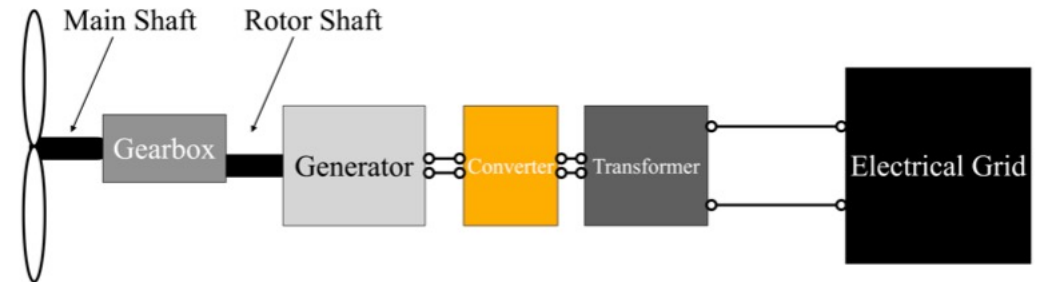 Main Shaft
Rotor Shaft
Gearbox
Generator
Converter
Transformer
Electrical Grid